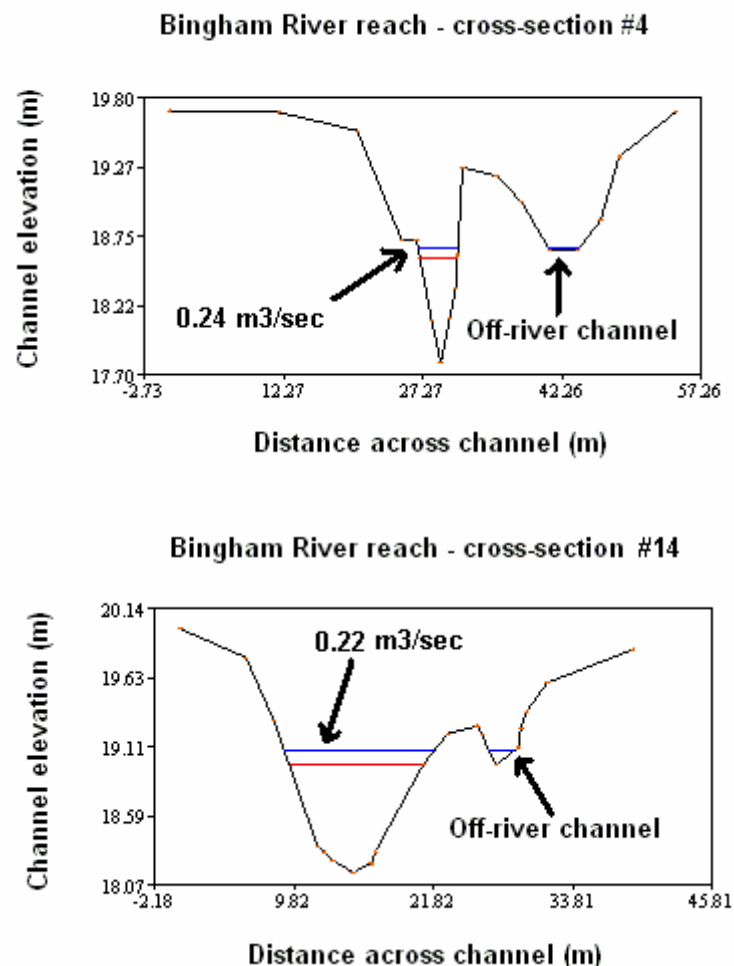 Bingham River reach - cross-section #4
Channel elevation (m)
19.80
19.27
18.75
18.22
17.70
0.24 m3/sec
Off-river channel
-2.73 12.27 27.27 42.26 57.26
Distance across channel (m)
Bingham River reach - cross-section #14
Channel elevation (m)
20.14
19.63
19.11
18.59
18.07
0.22 m3/sec
Off-river channel
-2.18 9.82 21.82 33.81 45.81
Distance across channel (m)